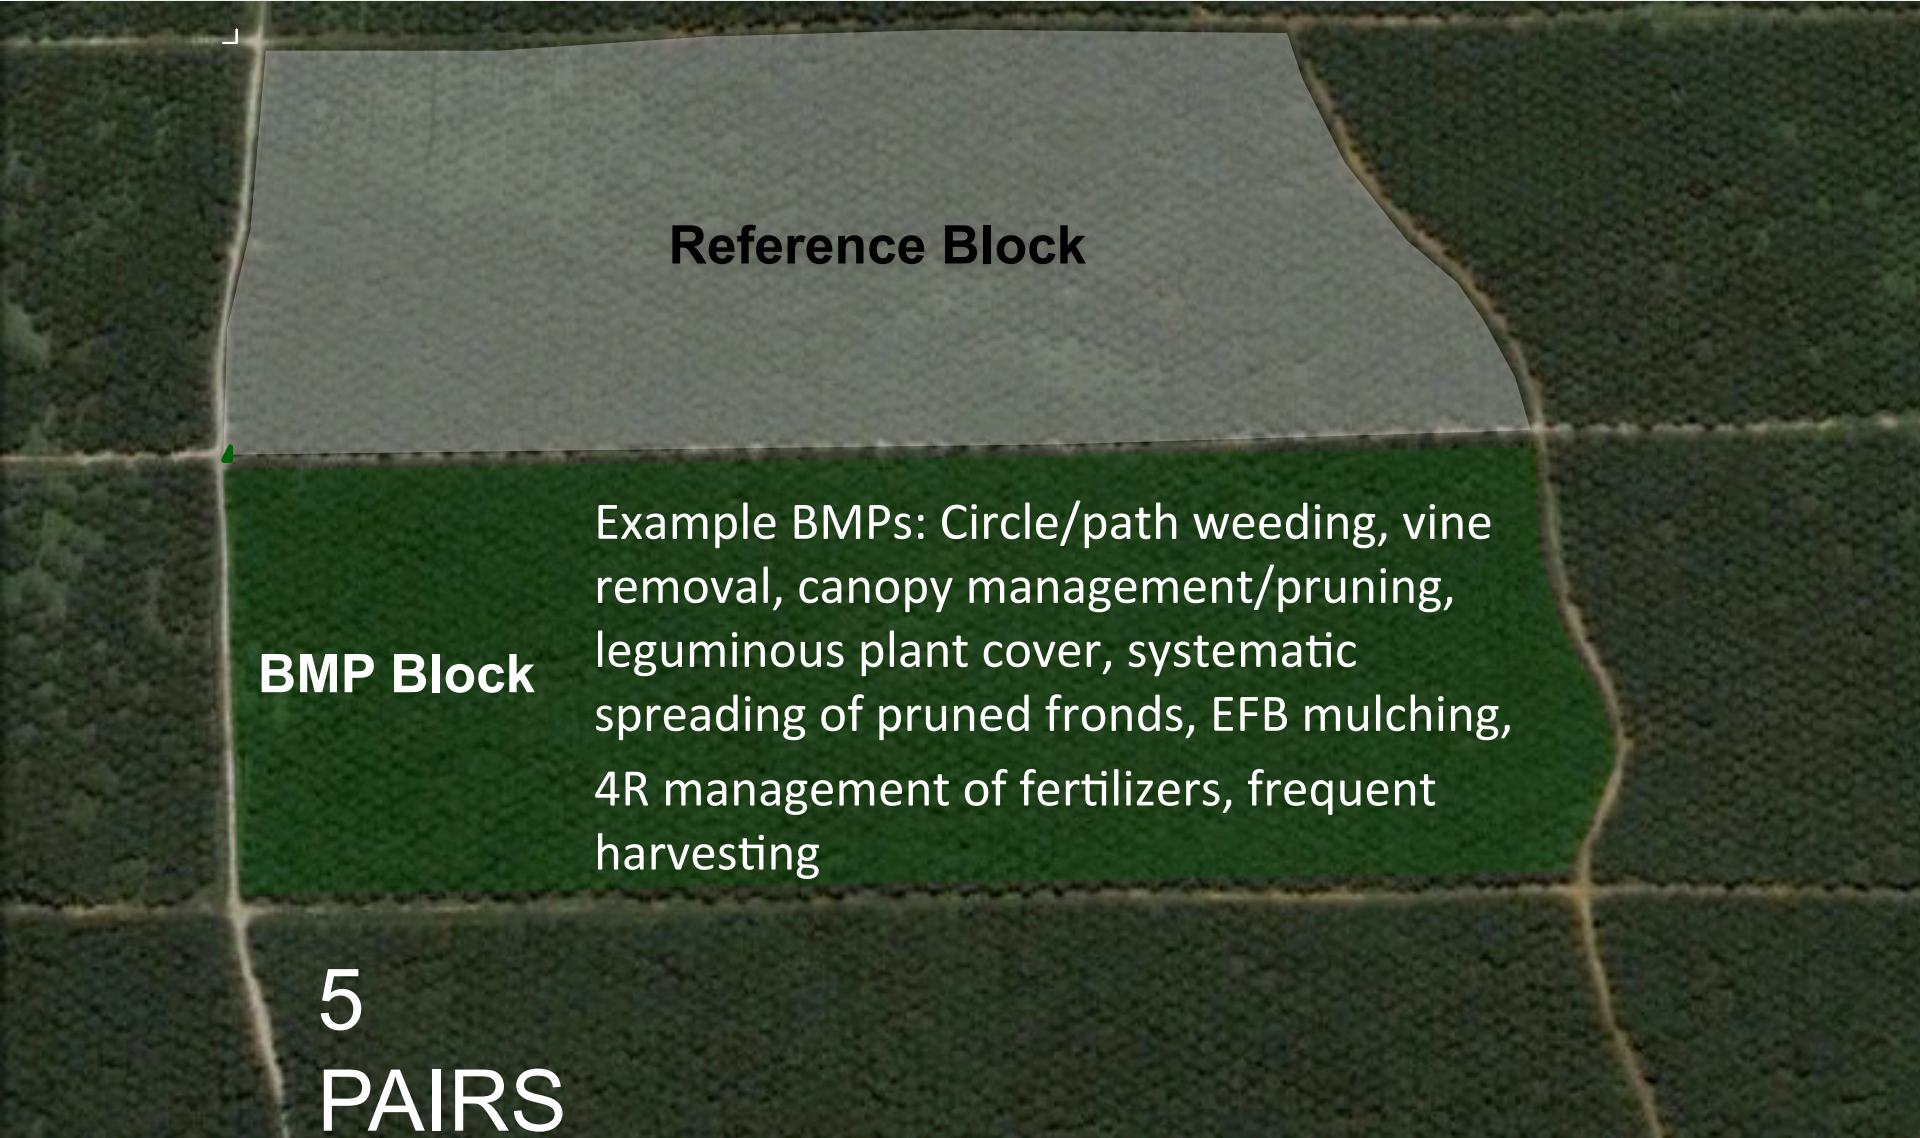 Reference Block
Example BMPs: Circle/path weeding, vine
removal, canopy management/pruning,
leguminous plant cover, systematic
spreading of pruned fronds, EFB mulching,
4R management of fertilizers, frequent
harvesting
BMP Block
5
PAIRS